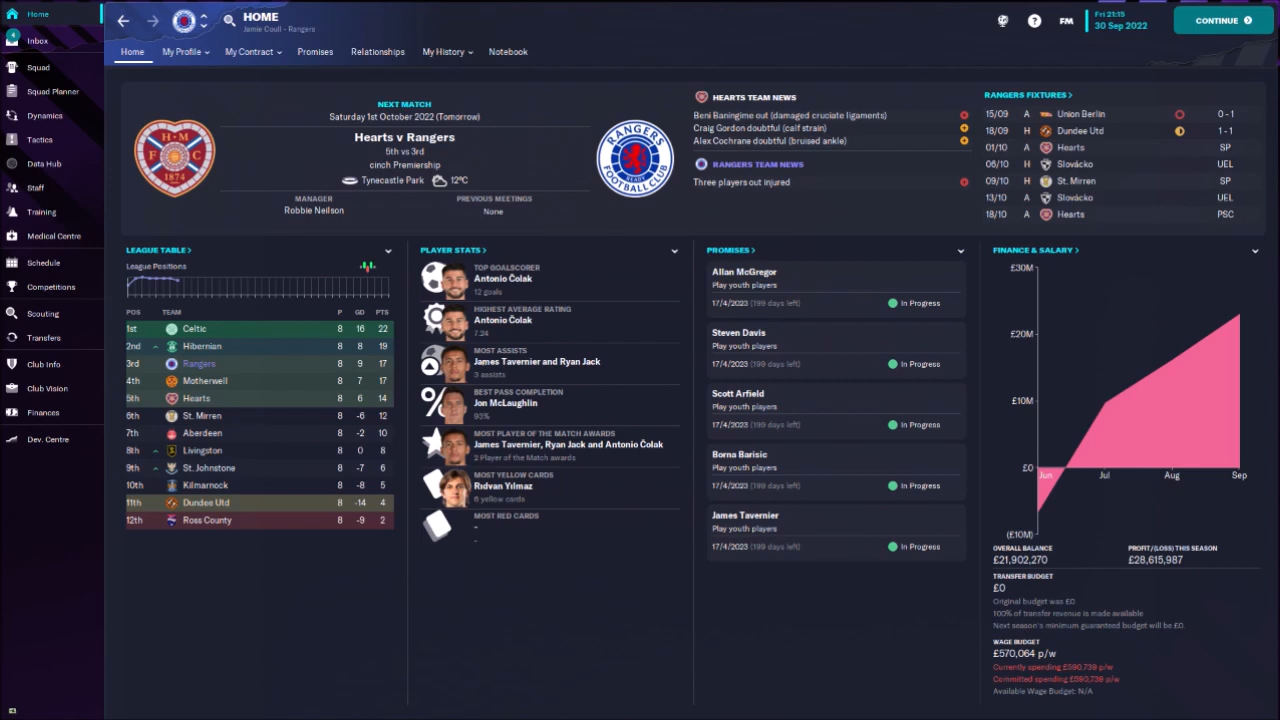 Home
Inbox
4
Squad
Squad Planner
Dynamics
Tactics
Data Hub
Staff
Training
Medical Centre
Schedule
Competitions
Scouting
Transfers
Club Info
Club Vision
Finances
Dev. Centre
HOME
Jamie Coull - Rangers
FM
Fri 21:15
30 Sep 2022
CONTINUE
Home My Profile My Contract Promises Relationships My History Notebook
NEXT MATCH
Saturday 1st October 2022 (Tomorrow)
Hearts v Rangers
5th vs 3rd
cinch Premiership
Tynecastle Park 12°C
MANAGER
Robbie Neilson
PREVIOUS MEETINGS
None
H M
F C
1874
RANGERS
READY
FOOTBALL CLUB
HEARTS TEAM NEWS
Beni Baningime out (damaged cruciate ligaments)
Craig Gordon doubtful (calf strain)
Alex Cochrane doubtful (bruised ankle)
RANGERS TEAM NEWS
Three players out injured
RANGERS FIXTURES >
15/09 A Union Berlin 0 - 1
18/09 H Dundee Utd 1 - 1
01/10 A Hearts SP
06/10 H Slovácko UEL
09/10 H St. Mirren SP
13/10 A Slovácko UEL
18/10 A Hearts PSC
LEAGUE TABLE >
League Positions
POS TEAM P GD PTS
1st Celtic 8 16 22
2nd Hibernian 8 8 19
3rd Rangers 8 9 17
4th Motherwell 8 7 17
5th Hearts 8 6 14
6th St. Mirren 8 -6 12
7th Aberdeen 8 -2 10
8th Livingston 8 0 8
9th St. Johnstone 8 -7 6
10th Kilmarnock 8 -8 5
11th Dundee Utd 8 -14 4
12th Ross County 8 -9 2
PLAYER STATS >
TOP GOALSCORER
Antonio Čolak
12 goals
HIGHEST AVERAGE RATING
Antonio Čolak
7.24
MOST ASSISTS
James Tavernier and Ryan Jack
3 assists
BEST PASS COMPLETION
Jon McLaughlin
93%
MOST PLAYER OF THE MATCH AWARDS
James Tavernier, Ryan Jack and Antonio Čolak
2 Player of the Match awards
MOST YELLOW CARDS
Rıdvan Yılmaz
6 yellow cards
MOST RED CARDS
-
-
PROMISES >
Allan McGregor
Play youth players
17/4/2023 (199 days left) In Progress
Steven Davis
Play youth players
17/4/2023 (199 days left) In Progress
Scott Arfield
Play youth players
17/4/2023 (199 days left) In Progress
Borna Barisic
Play youth players
17/4/2023 (199 days left) In Progress
James Tavernier
Play youth players
17/4/2023 (199 days left) In Progress
FINANCE & SALARY >
£30M
£20M
£10M
£0
(£10M)
Jun Jul Aug Sep
OVERALL BALANCE
£21,902,270
PROFIT/(LOSS) THIS SEASON
£28,615,987
TRANSFER BUDGET
£0
Original budget was £0
100% of transfer revenue is made available
Next season's minimum guaranteed budget will be £0.
WAGE BUDGET
£570,064 p/w
Currently spending £590,739 p/w
Committed spending £590,739 p/w
Available Wage Budget: N/A